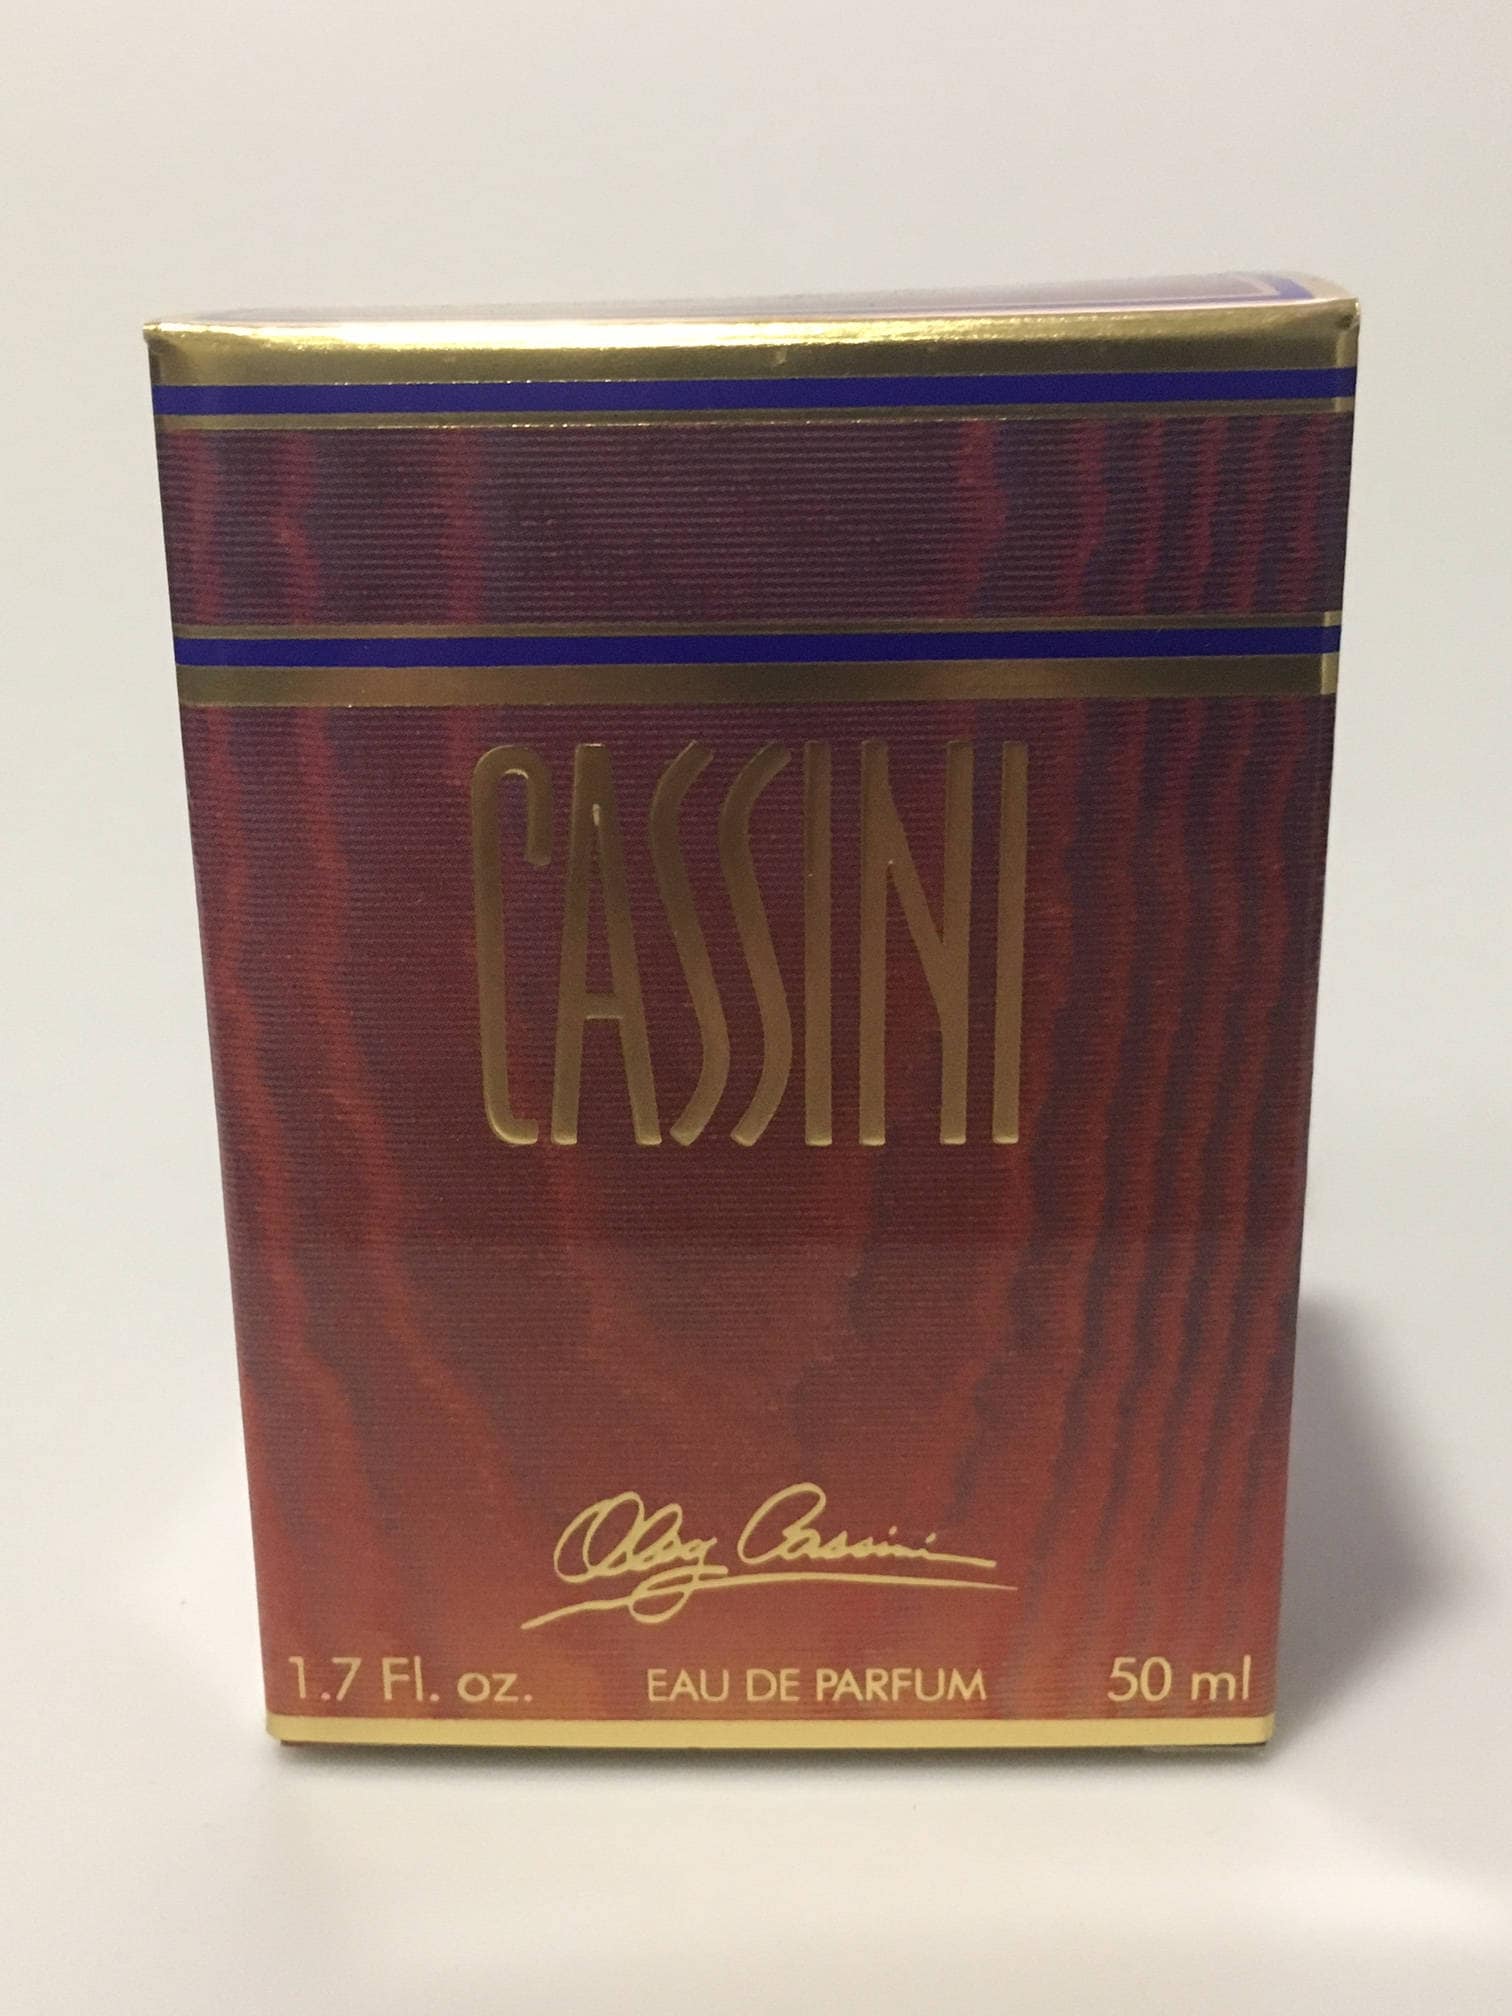 CASSINI
Oleg Cassini
1.7 Fl. oz. EAU DE PARFUM 50 ml